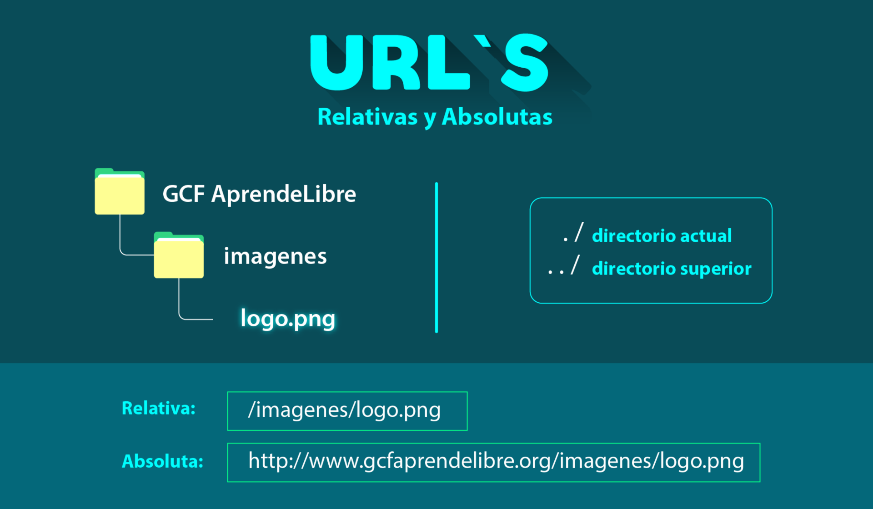 URL`S
Relativas y Absolutas
GCF AprendeLibre
imagenes
logo.png
./ directorio actual
../ directorio superior
Relativa: /imagenes/logo.png
Absoluta: http://www.gcfaprendelibre.org/imagenes/logo.png